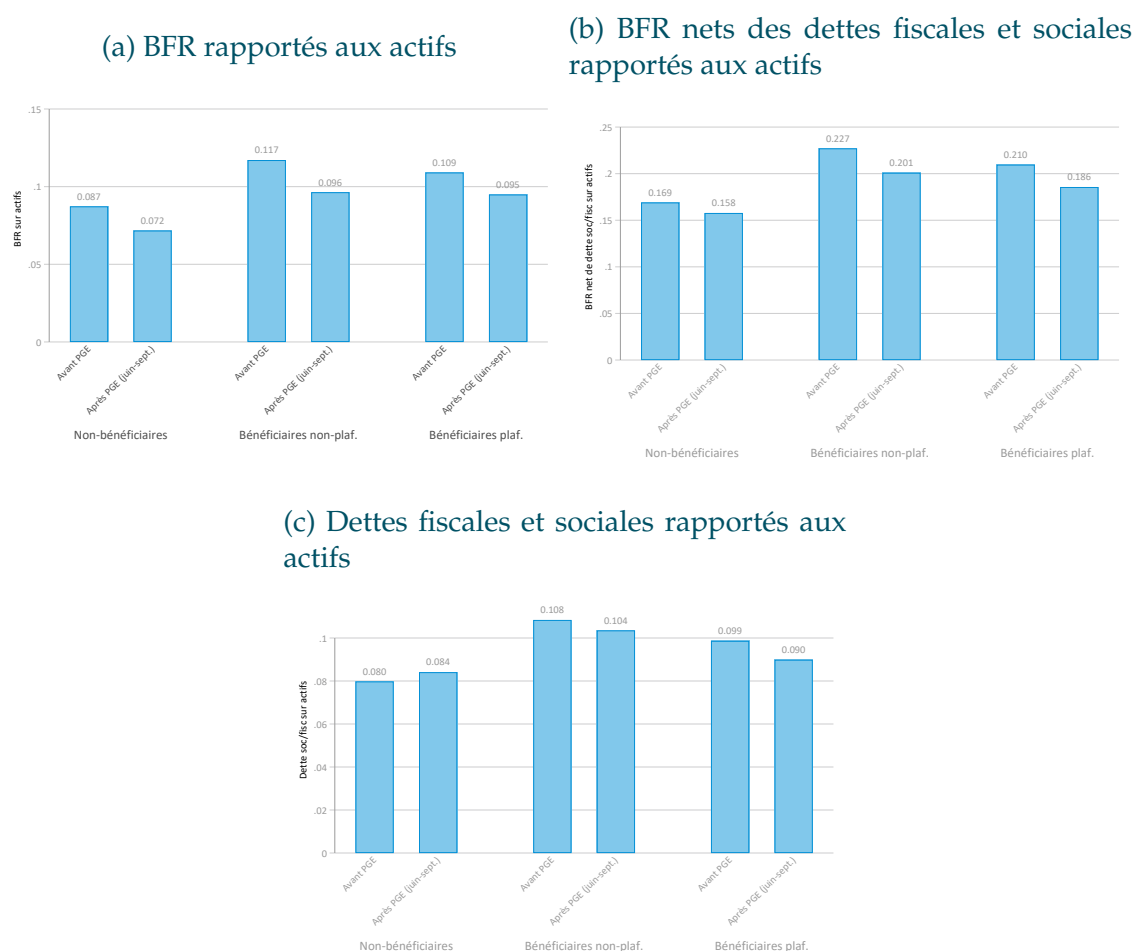 (a) BFR rapportés aux actifs
.15
.1
.05
0
BFR sur actifs
0.087
0.072
0.117
0.096
0.109
0.095
Avant PGE
Après PGE (juin-sept.)
Avant PGE
Après PGE (juin-sept.)
Avant PGE
Après PGE (juin-sept.)
Non-bénéficiaires
Bénéficiaires non-plaf.
Bénéficiaires plaf.
(b) BFR nets des dettes fiscales et sociales
rapportés aux actifs
.25
.2
.15
.1
.05
0
BFR net de dette soc/fisc sur actifs
0.169
0.158
0.227
0.201
0.210
0.186
Avant PGE
Après PGE (juin-sept.)
Avant PGE
Après PGE (juin-sept.)
Avant PGE
Après PGE (juin-sept.)
Non-bénéficiaires
Bénéficiaires non-plaf.
Bénéficiaires plaf.
(c) Dettes fiscales et sociales rapportés aux
actifs
.1
.08
.06
.04
.02
0
Dette soc/fisc sur actifs
0.080
0.084
0.108
0.104
0.099
0.090
Avant PGE
Après PGE (juin-sept.)
Avant PGE
Après PGE (juin-sept.)
Avant PGE
Après PGE (juin-sept.)
Non-bénéficiaires
Bénéficiaires non-plaf.
Bénéficiaires plaf.